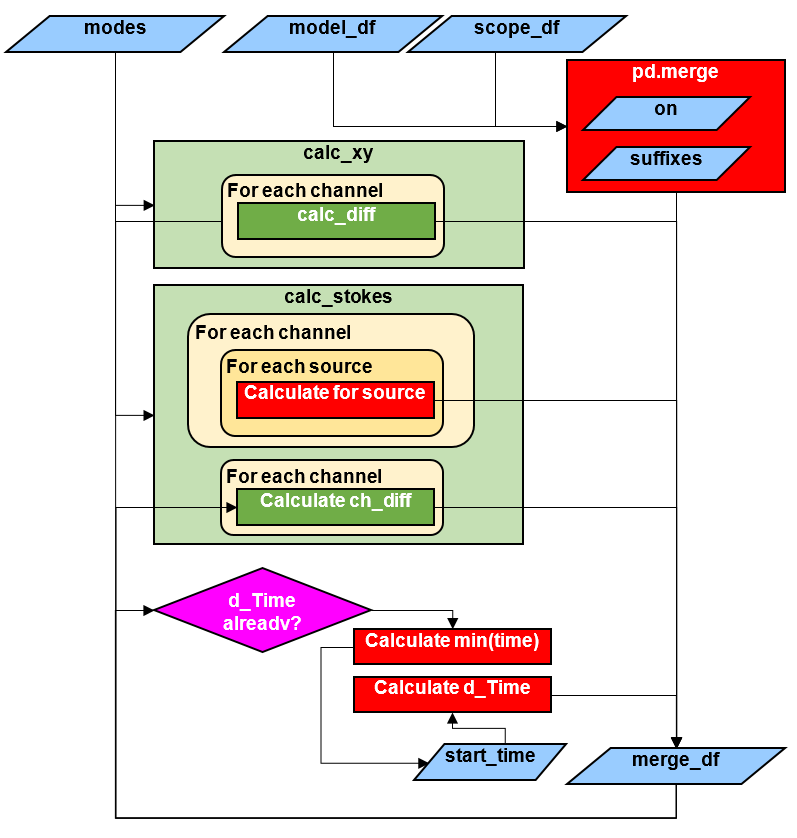 modes
model_df
scope_df
pd.merge
on
suffixes
calc_xy
For each channel
calc_diff
calc_stokes
For each channel
For each source
Calculate for source
For each channel
Calculate ch_diff
d_Time
already?
Calculate min(time)
Calculate d_Time
start_time
merge_df